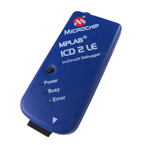 MICROCHIP
MPLAB®
ICD 2 LE
In-Circuit Debugger
Power
Busy
Error